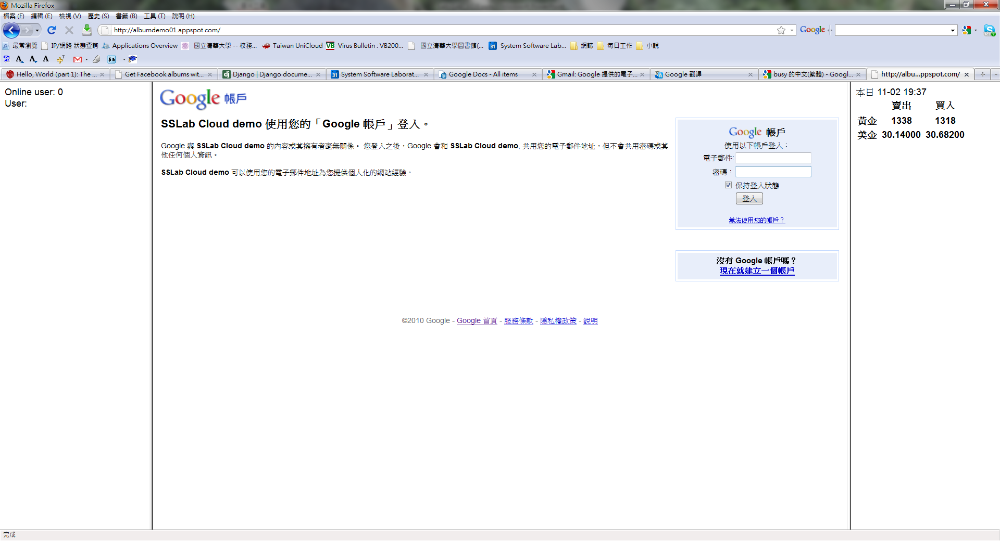 Mozilla Firefox
檔案 (F) 編輯 (E) 檢視 (V) 歷史 (S) 書籤 (B) 工具 (T) 說明 (H)
http://albumdemo01.appspot.com/
Google
最常瀏覽 IP/網路 狀態查詢 Applications Overview 國立清華大學 -- 校務... Taiwan UniCloud VB Virus Bulletin : VB200... 國立清華大學圖書館(... 31 System Software Lab... 網誌 每日工作 小說
繁 A A A
Hello, World (part 1): The ... Get Facebook albums wit... dj Django | Django docume... 31 System Software Laborat... Google Docs - All items Gmail: Google 提供的電子... Google 翻譯 busy 的中文(繁體) - Googl... http://albu...ppspot.com/
Online user: 0
User:
Google 帳戶
SSLab Cloud demo 使用您的「Google 帳戶」登入。
Google 與 SSLab Cloud demo 的內容或其擁有者毫無關係。 您登入之後，Google 會和 SSLab Cloud demo, 共用您的電子郵件地址，但不會共用密碼或其
他任何個人資訊。
SSLab Cloud demo 可以使用您的電子郵件地址為您提供個人化的網站經驗。
Google 帳戶
使用以下帳戶登入：
電子郵件:
密碼：
保持登入狀態
登入
無法使用您的帳戶？
沒有 Google 帳戶嗎？
現在就建立一個帳戶
©2010 Google - Google 首頁 - 服務條款 - 隱私權政策 - 說明
本日 11-02 19:37
賣出 買入
黃金 1338 1318
美金 30.14000 30.68200
完成